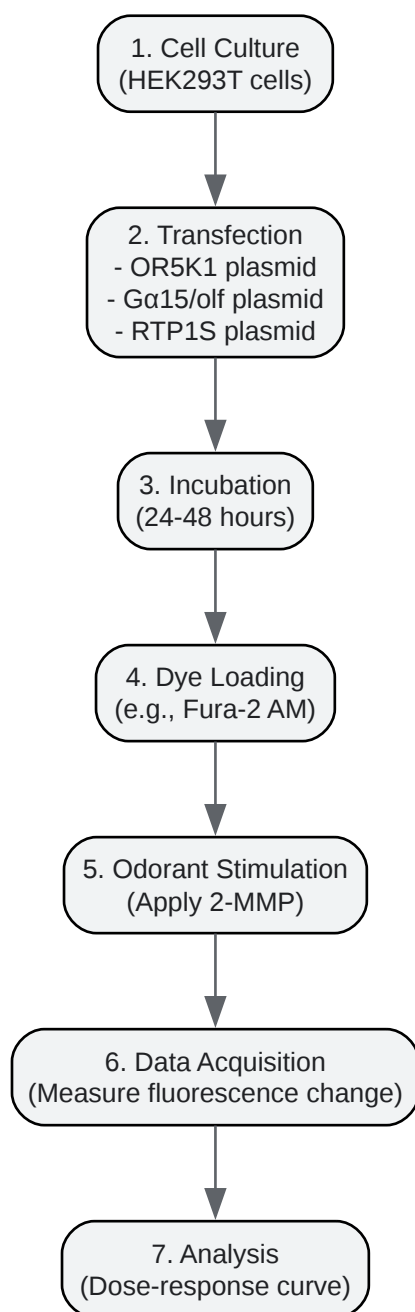 1. Cell Culture
(HEK293T cells)
2. Transfection
- OR5K1 plasmid
- Gα15/olf plasmid
- RTP1S plasmid
3. Incubation
(24-48 hours)
4. Dye Loading
(e.g., Fura-2 AM)
5. Odorant Stimulation
(Apply 2-MMP)
6. Data Acquisition
(Measure fluorescence change)
7. Analysis
(Dose-response curve)